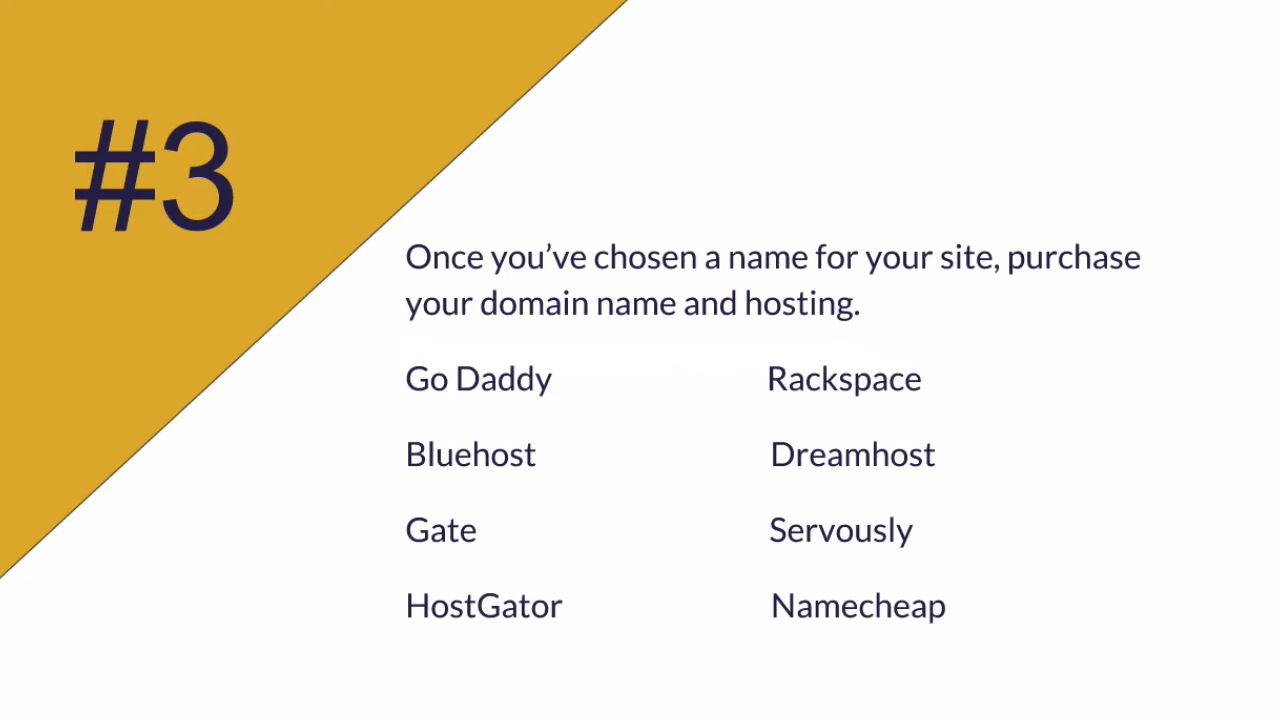 #3
Once you’ve chosen a name for your site, purchase
your domain name and hosting.
Go Daddy Rackspace
Bluehost Dreamhost
Gate Servously
HostGator Namecheap